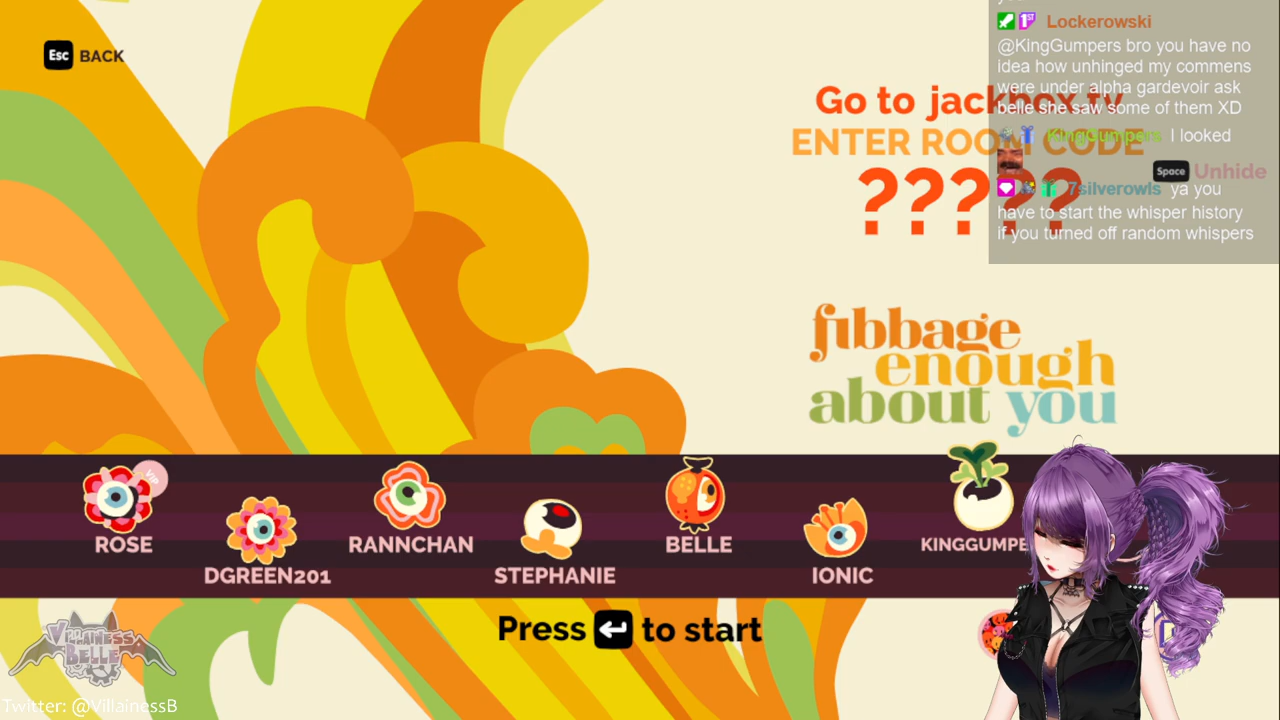 Esc BACK
Lockerowski
@KingGumpers bro you have no
idea how unhinged my commens
were under alpha gardevoir ask
belle she saw some of them XD
KingGumpers I looked
7silverowls ya you
have to start the whisper history
if you turned off random whispers
Go to jackbox.tv
ENTER ROOM CODE
?????
Space Unhide
fibbage
enough
about you
VIP
ROSE
DGREEN201
RANNCHAN
STEPHANIE
BELLE
IONIC
KINGGUMPE
Press ↵ to start
VILLAINESS
BELLE
Twitter: @VillainessB